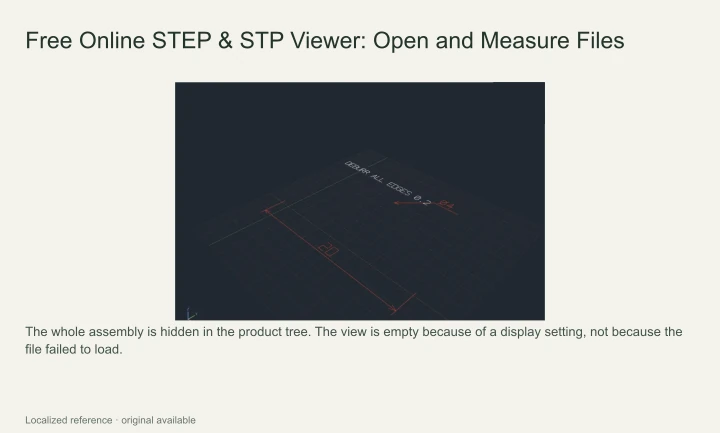 Free Online STEP & STP Viewer: Open and Measure Files
DEBURR ALL EDGES 0,2
Ø4
20
The whole assembly is hidden in the product tree. The view is empty because of a display setting, not because the
file failed to load.
Localized reference · original available